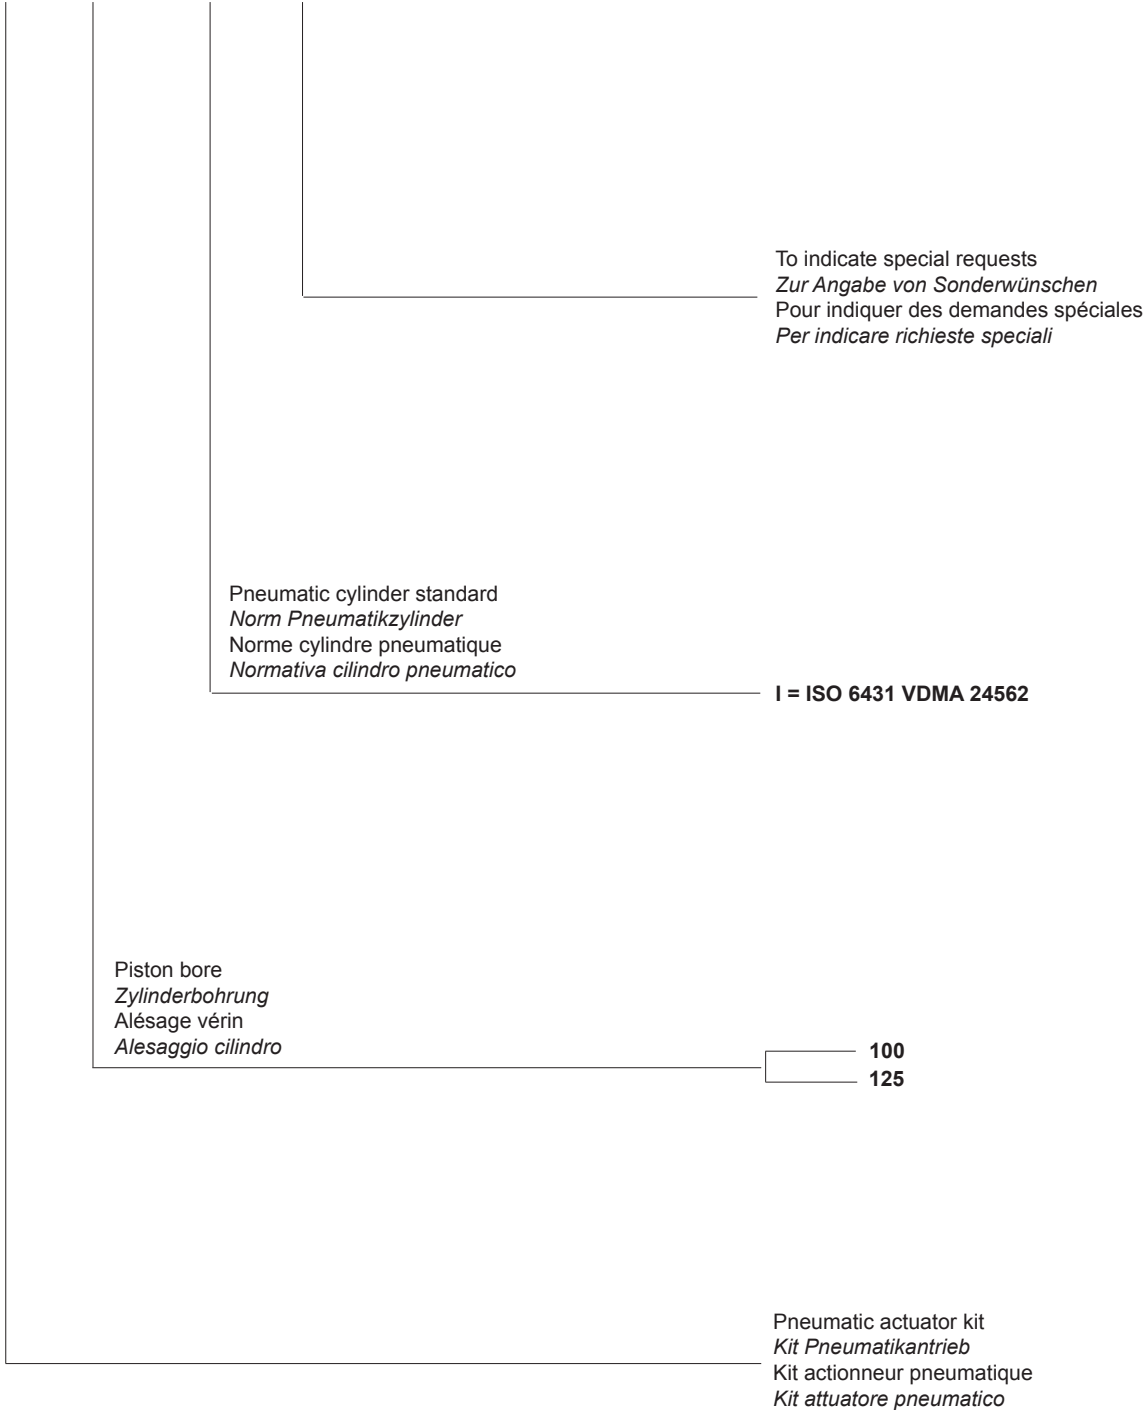 To indicate special requests
Zur Angabe von Sonderwünschen
Pour indiquer des demandes spéciales
Per indicare richieste speciali
Pneumatic cylinder standard
Norm Pneumatikzylinder
Norme cylindre pneumatique
Normativa cilindro pneumatico
I = ISO 6431 VDMA 24562
Piston bore
Zylinderbohrung
Alésage vérin
Alesaggio cilindro
100
125
Pneumatic actuator kit
Kit Pneumatikantrieb
Kit actionneur pneumatique
Kit attuatore pneumatico